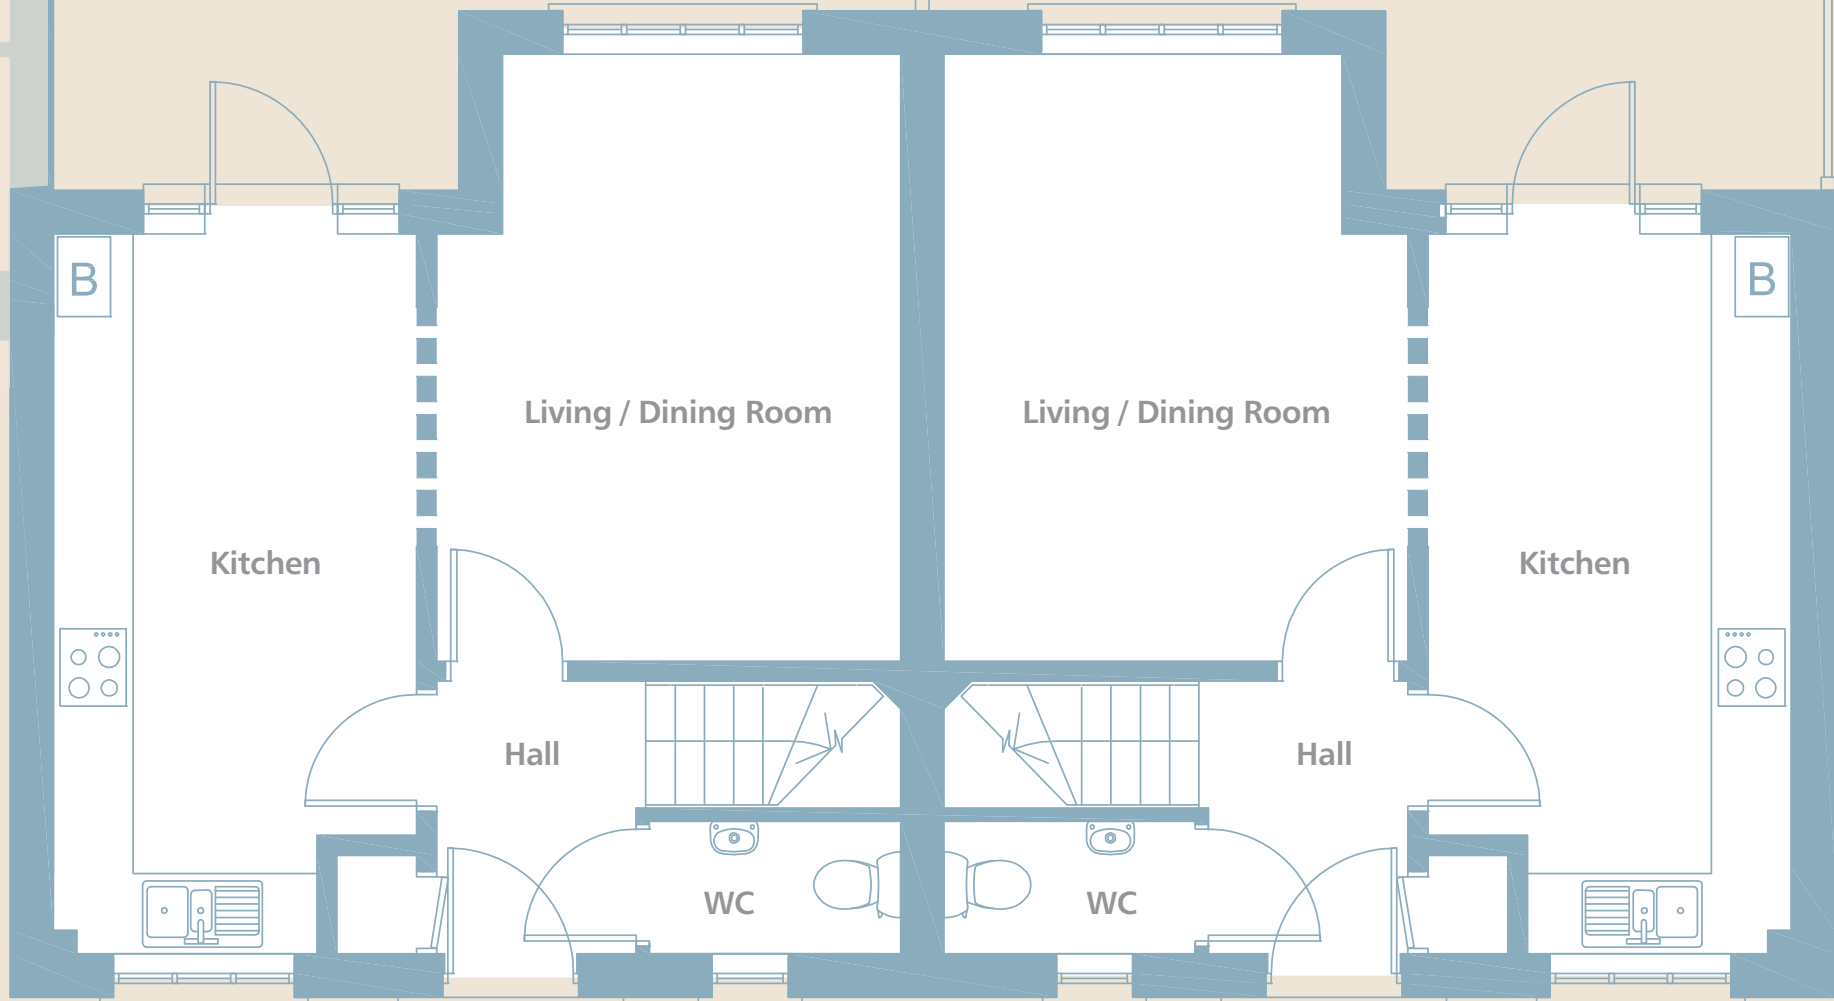 B
B
Living / Dining Room
Living / Dining Room
Kitchen
Kitchen
Hall
Hall
WC
WC